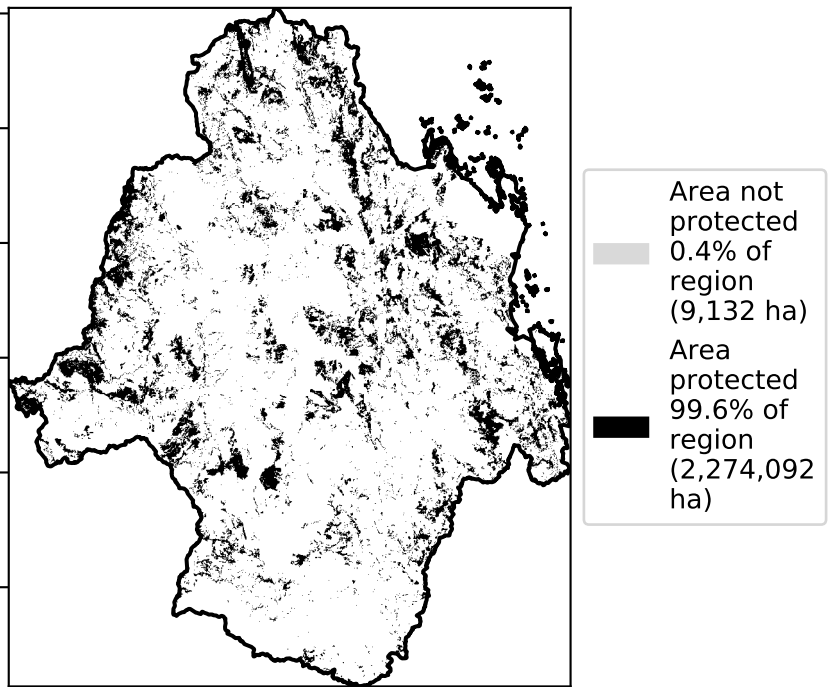 Area not
protected
0.4% of
region
(9,132 ha)
Area
protected
99.6% of
region
(2,274,092
ha)